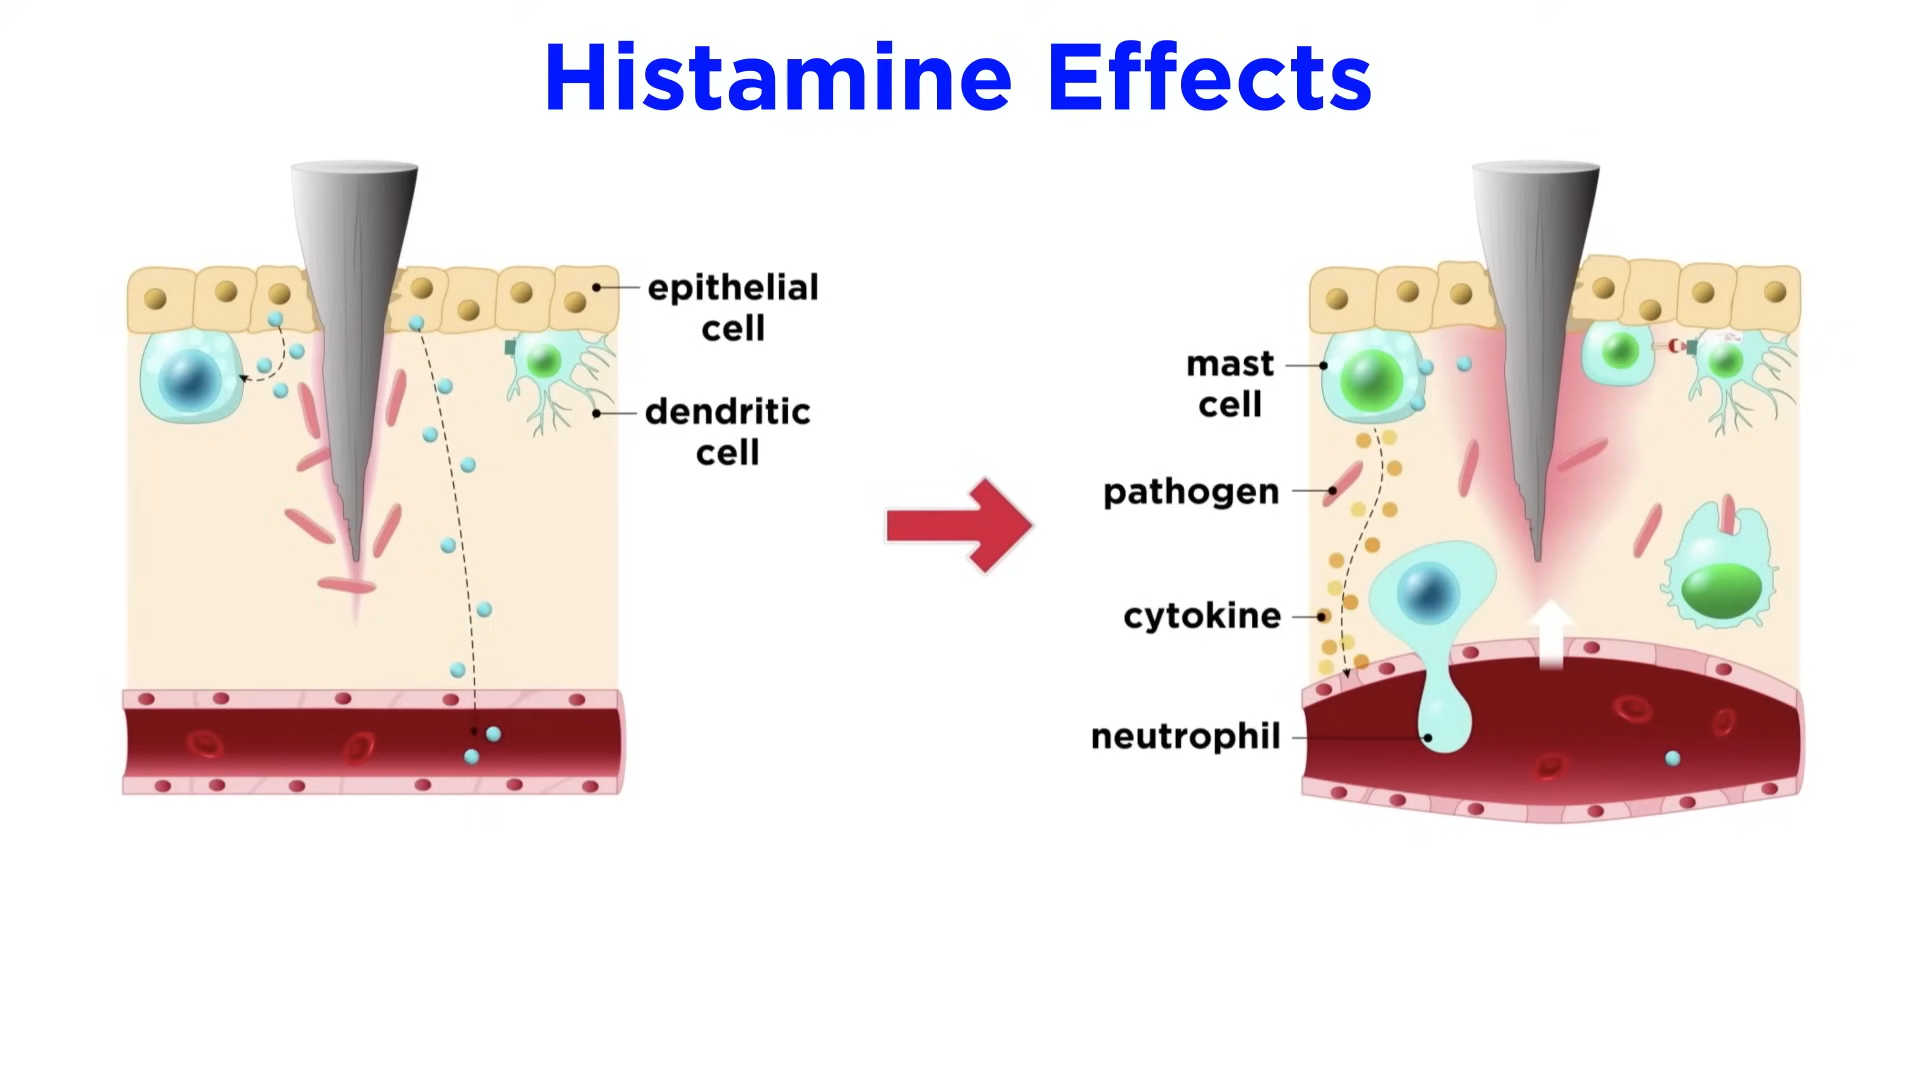 Histamine Effects
epithelial
cell
dendritic
cell
mast
cell
pathogen
cytokine
neutrophil